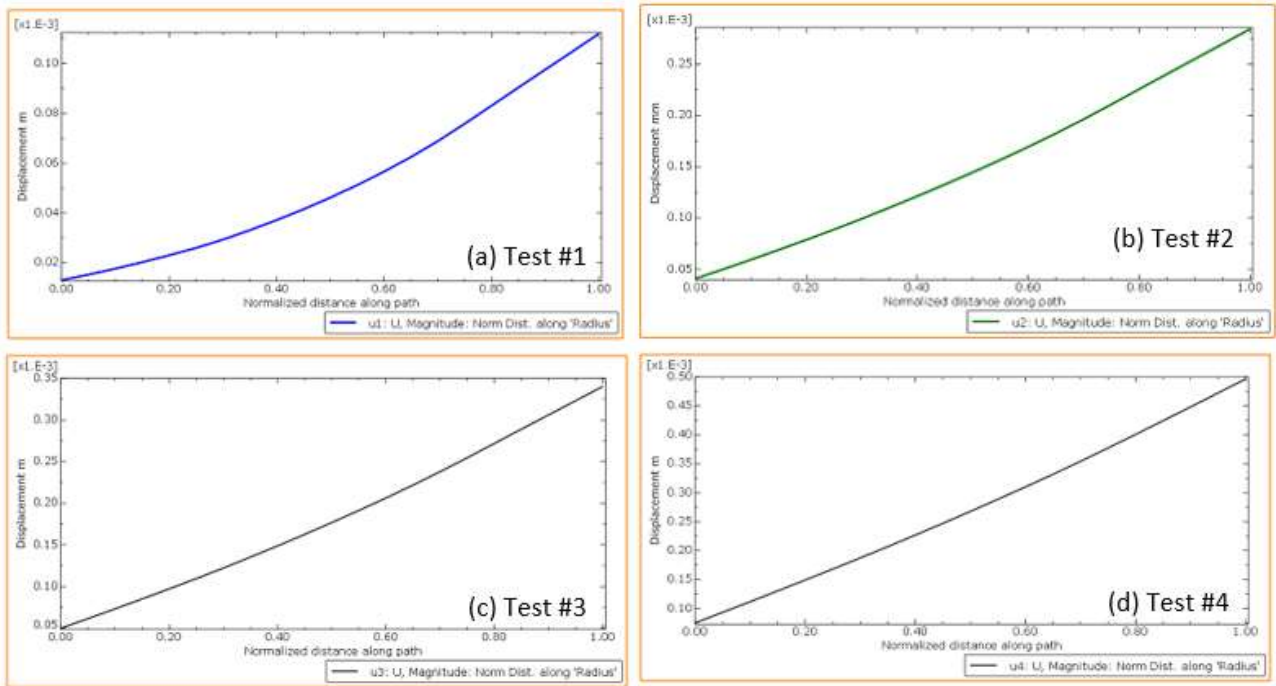 [x1.E-3]
0.10
0.08
0.06
0.04
0.02
Displacement m
(a) Test #1
0.00 0.20 0.40 0.60 0.80 1.00
Normalized distance along path
u1: U, Magnitude: Norm Dist. along 'Radius'
[x1.E-3]
0.25
0.20
0.15
0.10
0.05
Displacement mm
(b) Test #2
0.00 0.20 0.40 0.60 0.80 1.00
Normalized distance along path
u2: U, Magnitude: Norm Dist. along 'Radius'
[x1.E-3]
0.35
0.30
0.25
0.20
0.15
0.10
0.05
Displacement m
(c) Test #3
0.00 0.20 0.40 0.60 0.80 1.00
Normalized distance along path
u3: U, Magnitude: Norm Dist. along 'Radius'
[x1.E-3]
0.50
0.45
0.40
0.35
0.30
0.25
0.20
0.15
0.10
Displacement m
(d) Test #4
0.00 0.20 0.40 0.60 0.80 1.00
Normalized distance along path
u4: U, Magnitude: Norm Dist. along 'Radius'